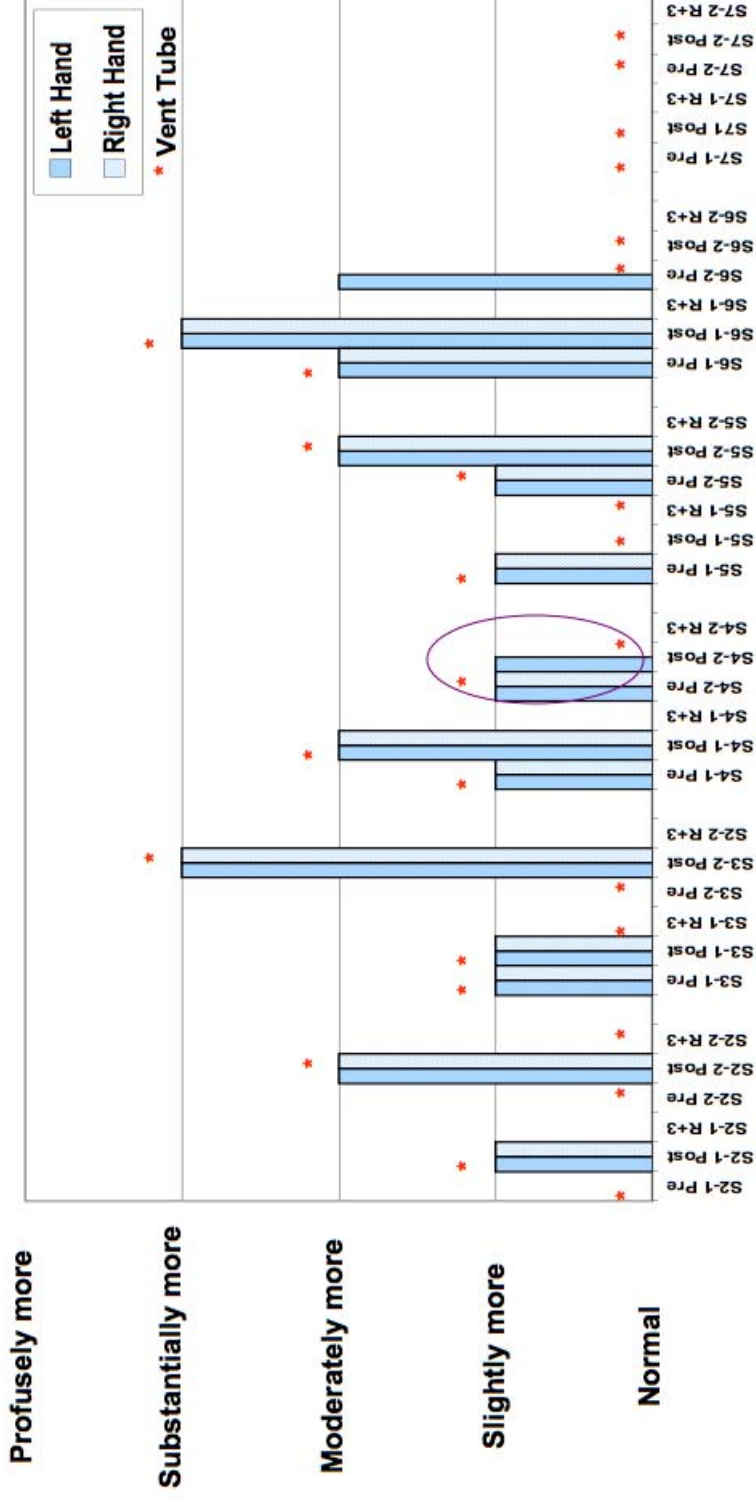 Profusely more
Substantially more
Moderately more
Slightly more
Normal
Left Hand
Right Hand
* Vent Tube
S2-1 Pre
S2-1 Post
S2-1 R+3
S2-2 Pre
S2-2 Post
S2-2 R+3
S3-1 Pre
S3-1 Post
S3-1 R+3
S3-2 Pre
S3-2 Post
S2-2 R+3
S4-1 Pre
S4-1 Post
S4-1 R+3
S4-2 Pre
S4-2 Post
S4-2 R+3
S5-1 Pre
S5-1 Post
S5-1 R+3
S5-2 Pre
S5-2 Post
S5-2 R+3
S6-1 Pre
S6-1 Post
S6-1 R+3
S6-2 Pre
S6-2 Post
S6-2 R+3
S7-1 Pre
S71 Post
S7-1 R+3
S7-2 Pre
S7-2 Post
S7-2 R+3